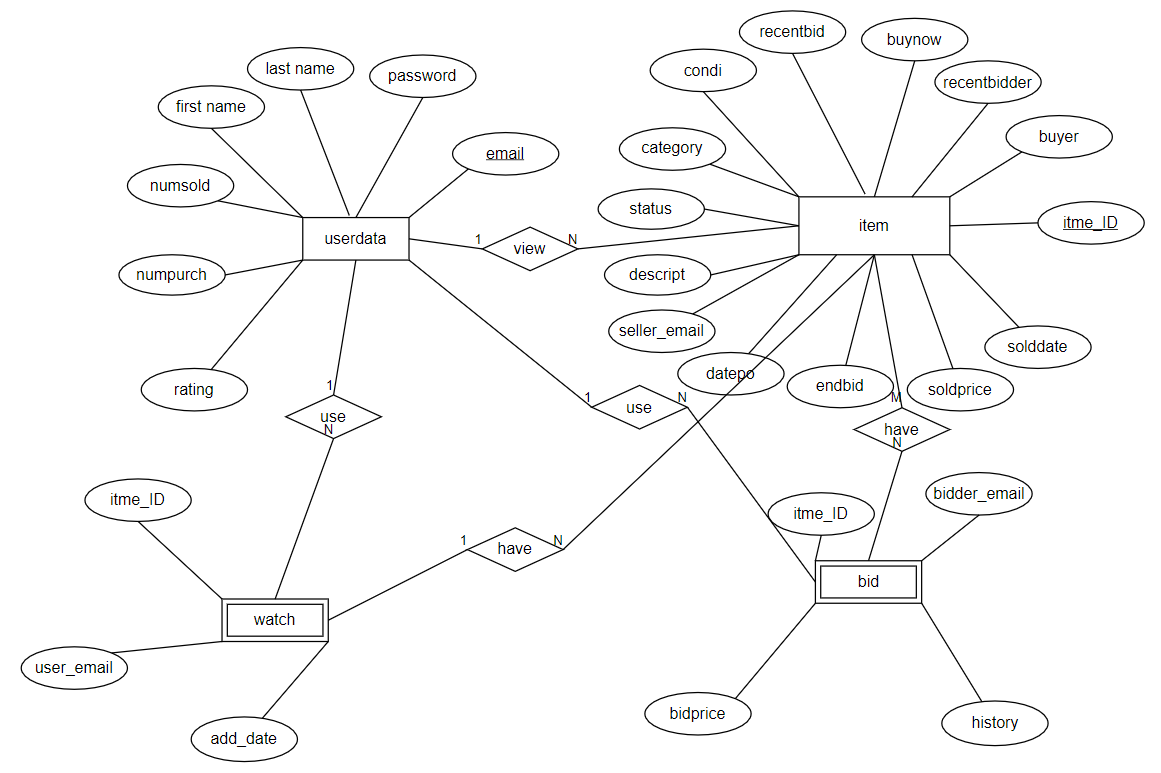 recentbid
buynow
last name
condi
password
recentbidder
first name
buyer
category
email
numsold
status
itme_ID
userdata
item
1
view
N
numpurch
descript
seller_email
solddate
datepo
endbid
soldprice
rating
1
use
N
1
use
N
M
have
N
itme_ID
bidder_email
itme_ID
1
have
N
bid
watch
user_email
bidprice
history
add_date